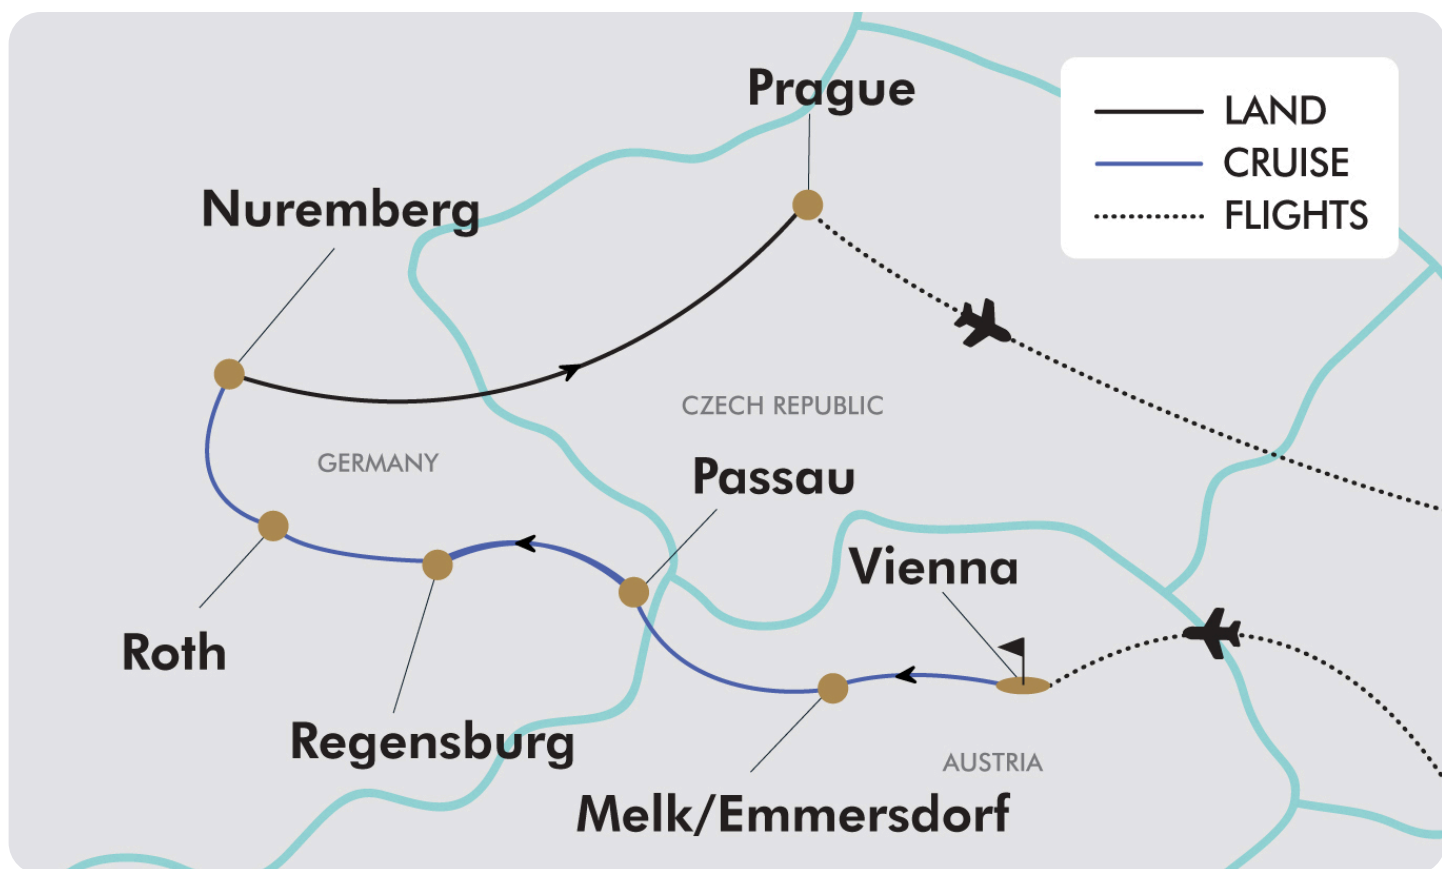 Prague
LAND
CRUISE
FLIGHTS
Nuremberg
CZECH REPUBLIC
GERMANY
Passau
Vienna
Roth
Regensburg
AUSTRIA
Melk/Emmersdorf